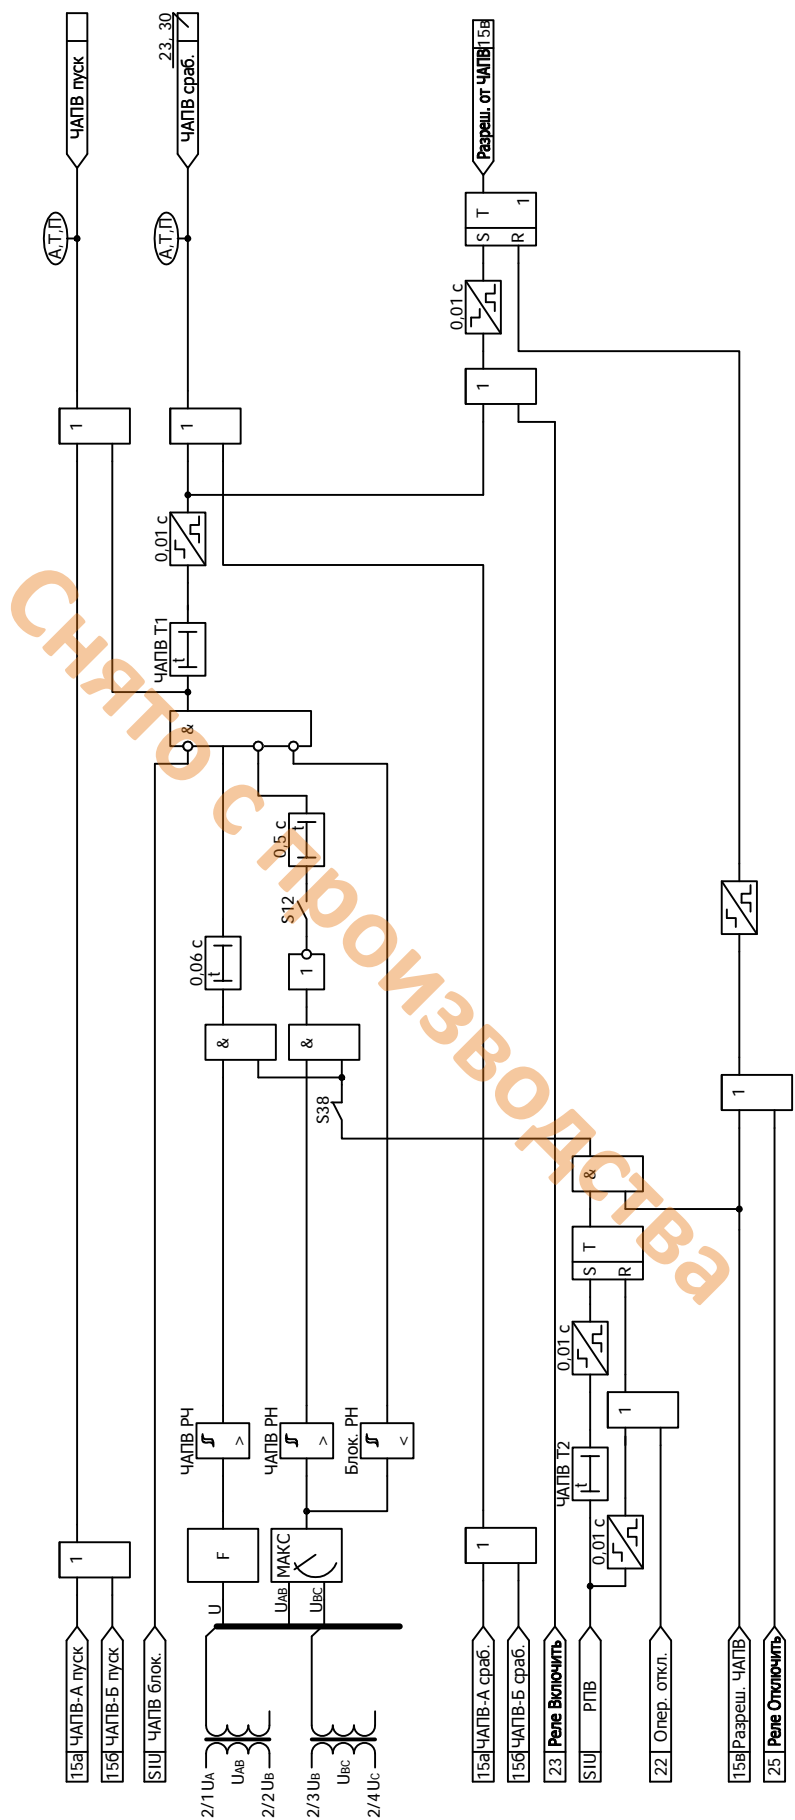 ЧАПВ пуск
23, 30
ЧАПВ сраб.
А,Т,П
А,Т,П
Разреш. от ЧАПВ 15в
S T
R 1
0,01 с
1
1
1
0,01 с
ЧАПВ Т1
t
&
0,5 с
t
S12
0,06 с
t
1
&
&
S38
1
&
S T
R
0,01 с
ЧАПВ РЧ
>
ЧАПВ РН
>
Блок. РН
<
ЧАПВ Т2
t
1
0,01 с
1
F
МАКС
1
U
UAB
UBC
15а ЧАПВ-А пуск
15б ЧАПВ-Б пуск
SIU ЧАПВ блок.
2/1 UA
UAB
2/2 UB
2/3 UB
UBC
2/4 UC
15а ЧАПВ-А сраб.
15б ЧАПВ-Б сраб.
23 Реле Включить
SIU РПВ
22 Опер. откл.
15в Разреш. ЧАПВ
25 Реле Отключить
Снято с производства